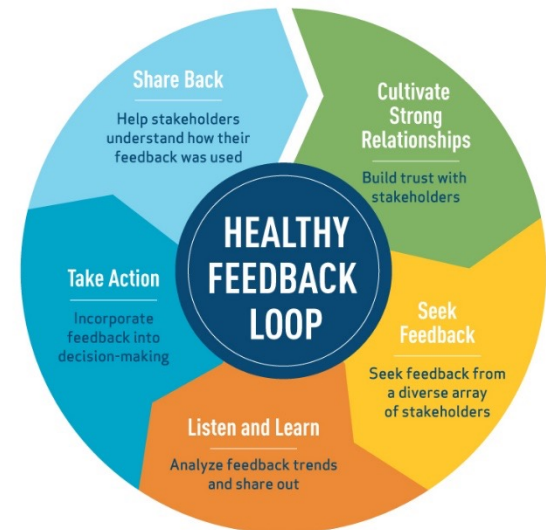 HEALTHY
FEEDBACK
LOOP
Cultivate
Strong
Relationships
Build trust with
stakeholders
Seek
Feedback
Seek feedback from
a diverse array
of stakeholders
Listen and Learn
Analyze feedback trends
and share out
Take Action
Incorporate
feedback into
decision-making
Share Back
Help stakeholders
understand how their
feedback was used